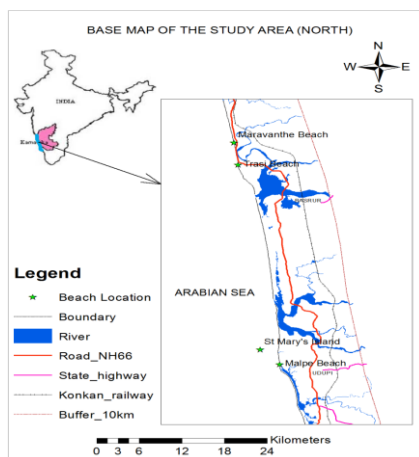 BASE MAP OF THE STUDY AREA (NORTH)
N
W E
S
INDIA
Maravanthe Beach
Trasi Beach
ARABIAN SEA
St Mary's Island
Malpe Beach
UDUPI
Legend
Beach Location
Boundary
River
Road_NH66
State_highway
Konkan_railway
Buffer_10km
0 3 6 12 18 24
Kilometers